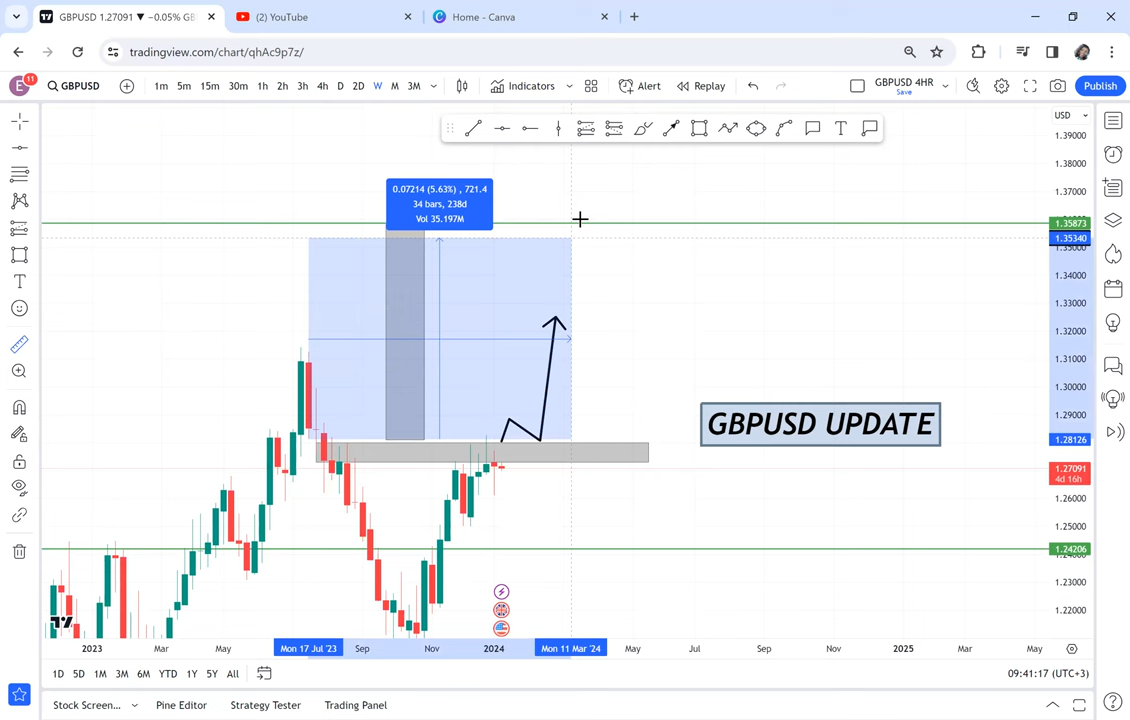 GBPUSD 1.27091 ▼ −0.05% GB
(2) YouTube
Home - Canva
tradingview.com/chart/qhAc9p7z/
E
11
GBPUSD
1m 5m 15m 30m 1h 2h 3h 4h D 2D W M 3M
Indicators
Alert
Replay
GBPUSD 4HR
Save
Publish
USD
1.39000
1.38000
1.37000
0.07214 (5.63%) , 721.4
34 bars, 238d
Vol 35.197M
1.35873
1.35340
1.35000
1.34000
1.33000
1.32000
1.31000
1.30000
1.29000
GBPUSD UPDATE
1.28126
1.27091
4d 16h
1.26000
1.25000
1.24206
1.23000
1.22000
2023 Mar May Mon 17 Jul '23 Sep Nov 2024 Mon 11 Mar '24 May Jul Sep Nov 2025 Mar May
1D 5D 1M 3M 6M YTD 1Y 5Y All
09:41:17 (UTC+3)
Stock Screen... Pine Editor Strategy Tester Trading Panel